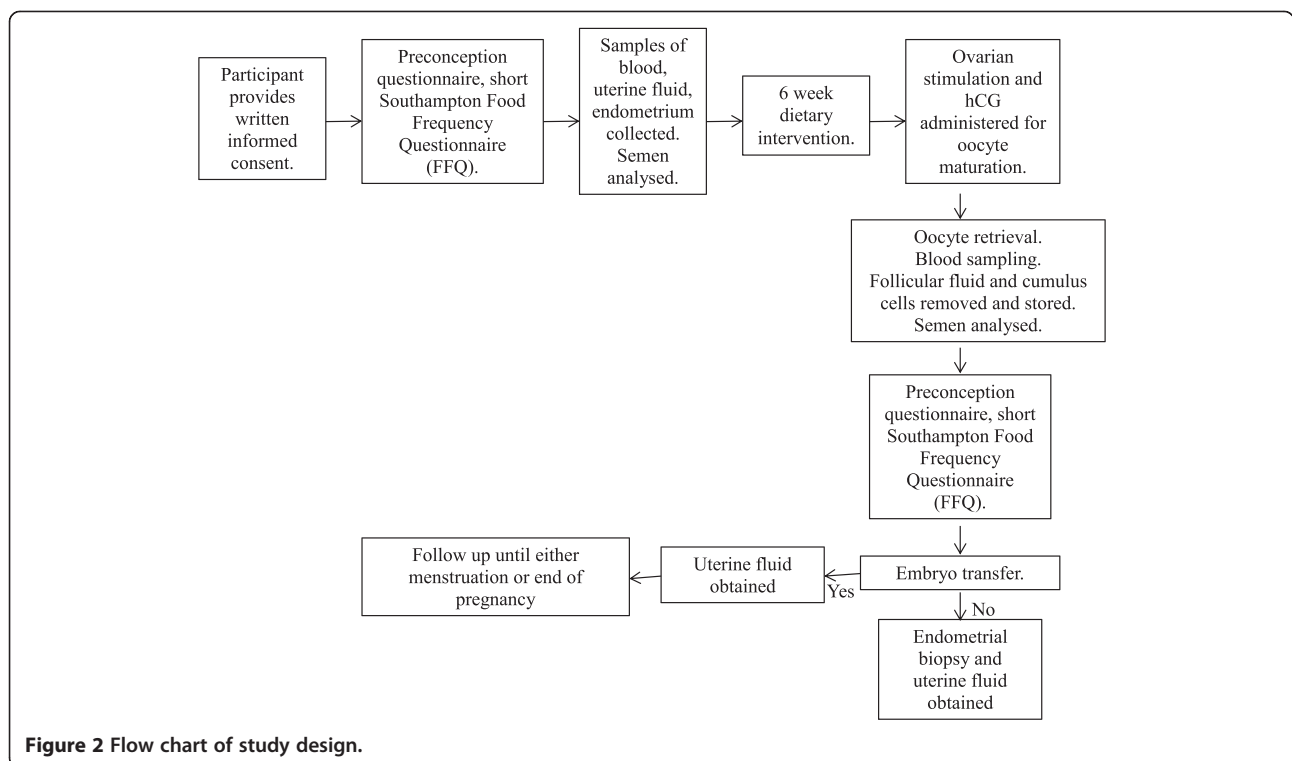 Participant
provides
written
informed
consent.
Preconception
questionnaire, short
Southampton Food
Frequency
Questionnaire
(FFQ).
Samples of
blood,
uterine fluid,
endometrium
collected.
Semen
analysed.
6 week
dietary
intervention.
Ovarian
stimulation and
hCG
administered for
oocyte
maturation.
Oocyte retrieval.
Blood sampling.
Follicular fluid and cumulus
cells removed and stored.
Semen analysed.
Preconception
questionnaire, short
Southampton Food
Frequency
Questionnaire
(FFQ).
Embryo transfer.
Yes
Uterine fluid
obtained
Follow up until either
menstruation or end of
pregnancy
No
Endometrial
biopsy and
uterine fluid
obtained
Figure 2 Flow chart of study design.